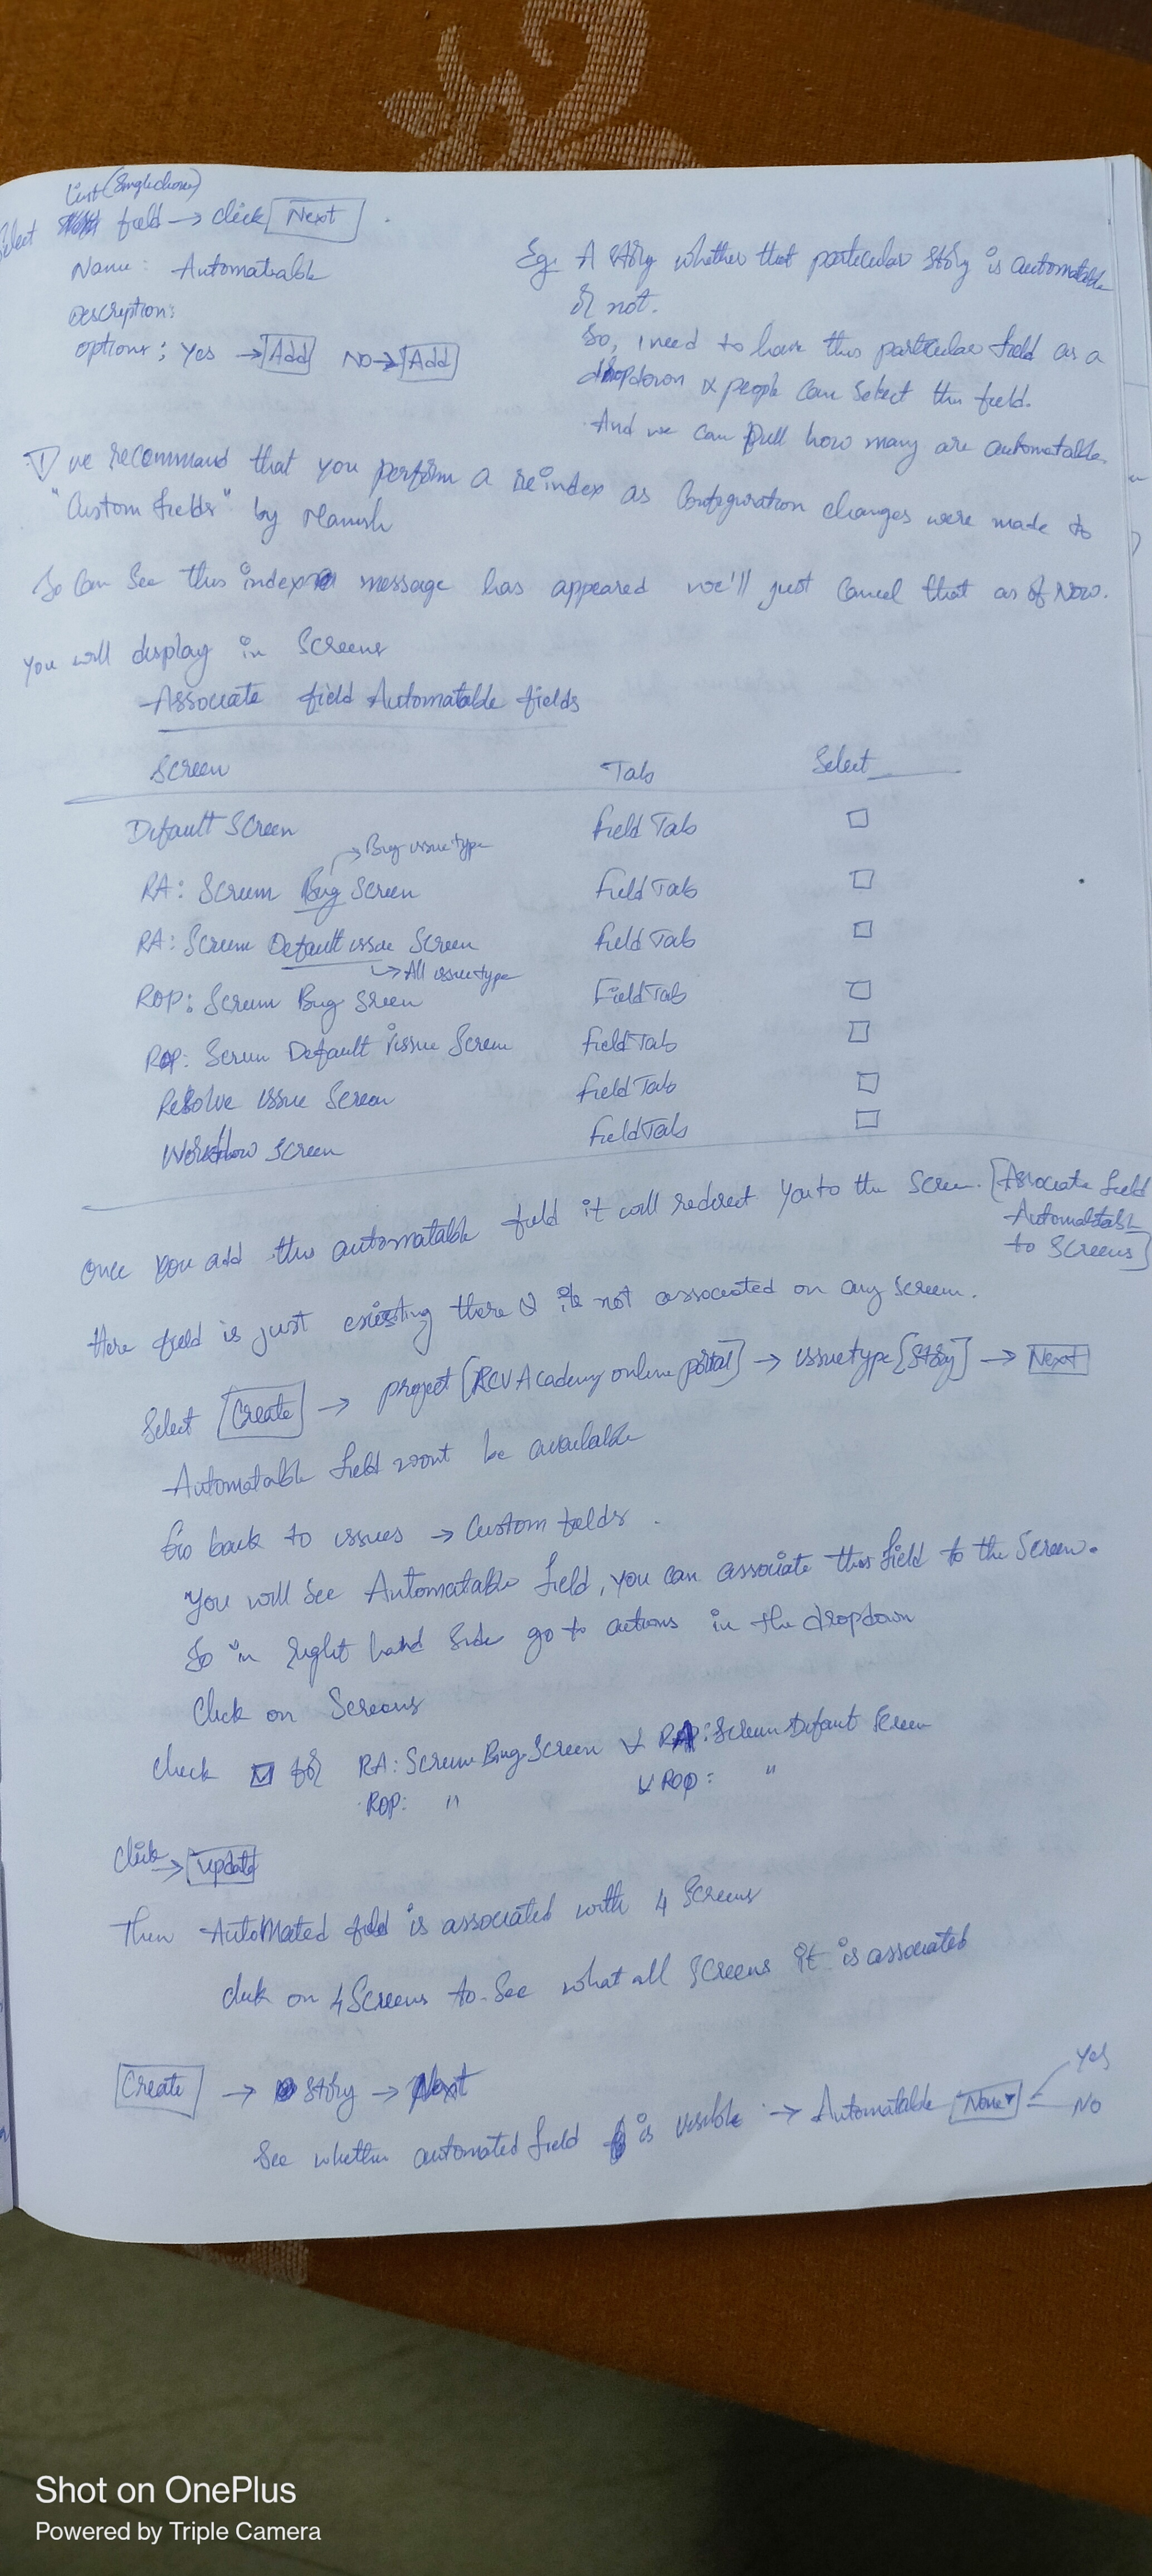 List (Single choice)
Select field → click Next .
Name: Automatable
Description:
options; Yes → Add No → Add
Eg. A story whether that particular story is automatable
or not.
So, I need to have this particular field as a
dropdown & people can select this field.
And we can pull how many are automatable.
we recommand that you perform a reindex as Configuration changes were made to
"Custom fields" by Manish
So Can See this index message has appeared we'll just Cancel that as of Now.
You will display in Screens
Associate field Automatable fields
Screen Tab Select
Default Screen Field Tab
→ Bug issue type
RA: Scrum Bug Screen Field Tab
RA: Scrum Default issue Screen Field Tab
→ All issuetype
ROP: Scrum Bug Sreen Field Tab
ROP: Scrum Default issue Screen Field Tab
Resolve issue Screen Field Tab
Workflow Screen Field Tab
Once you add this automatable field it will redirect you to the Screen. [Associate field
Automatable
to Screens]
Here field is just existing there & its not associated on any Screen.
Select Create → project [RCV Academy online portal] → issuetype [Story] → Next
Automatable field wont be available
Go back to issues → Custom fields .
You will See Automatable field, you can associate this field to the Screen.
So in right hand Side go to actions in the dropdown
Click on Screens
Check for RA: Scrum Bug Screen & RA: Scrum Default Screen
ROP: " & ROP: "
Click → Update
Then AutoMated field is associated with 4 Screens
click on 4 Screens to see what all Screens it is associated
Create → Story → Next
See whether automated field is visible → Automatable None Yes
No
Shot on OnePlus
Powered by Triple Camera